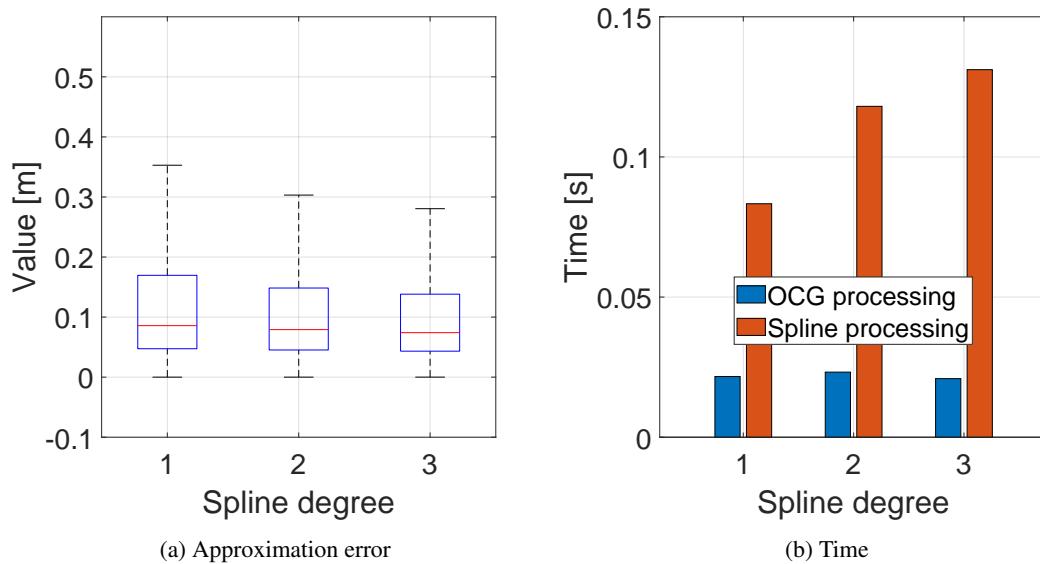 0.5
0.4
0.3
0.2
0.1
0
-0.1
Value [m]
1 2 3
Spline degree
(a) Approximation error
0.15
0.1
0.05
0
Time [s]
OCG processing
Spline processing
1 2 3
Spline degree
(b) Time